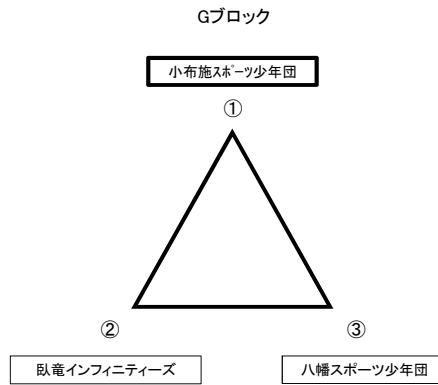 Gブロック
小布施ｽﾎﾟｰﾂ少年団
①
②
③
臥竜インフィニティーズ
八幡スポーツ少年団